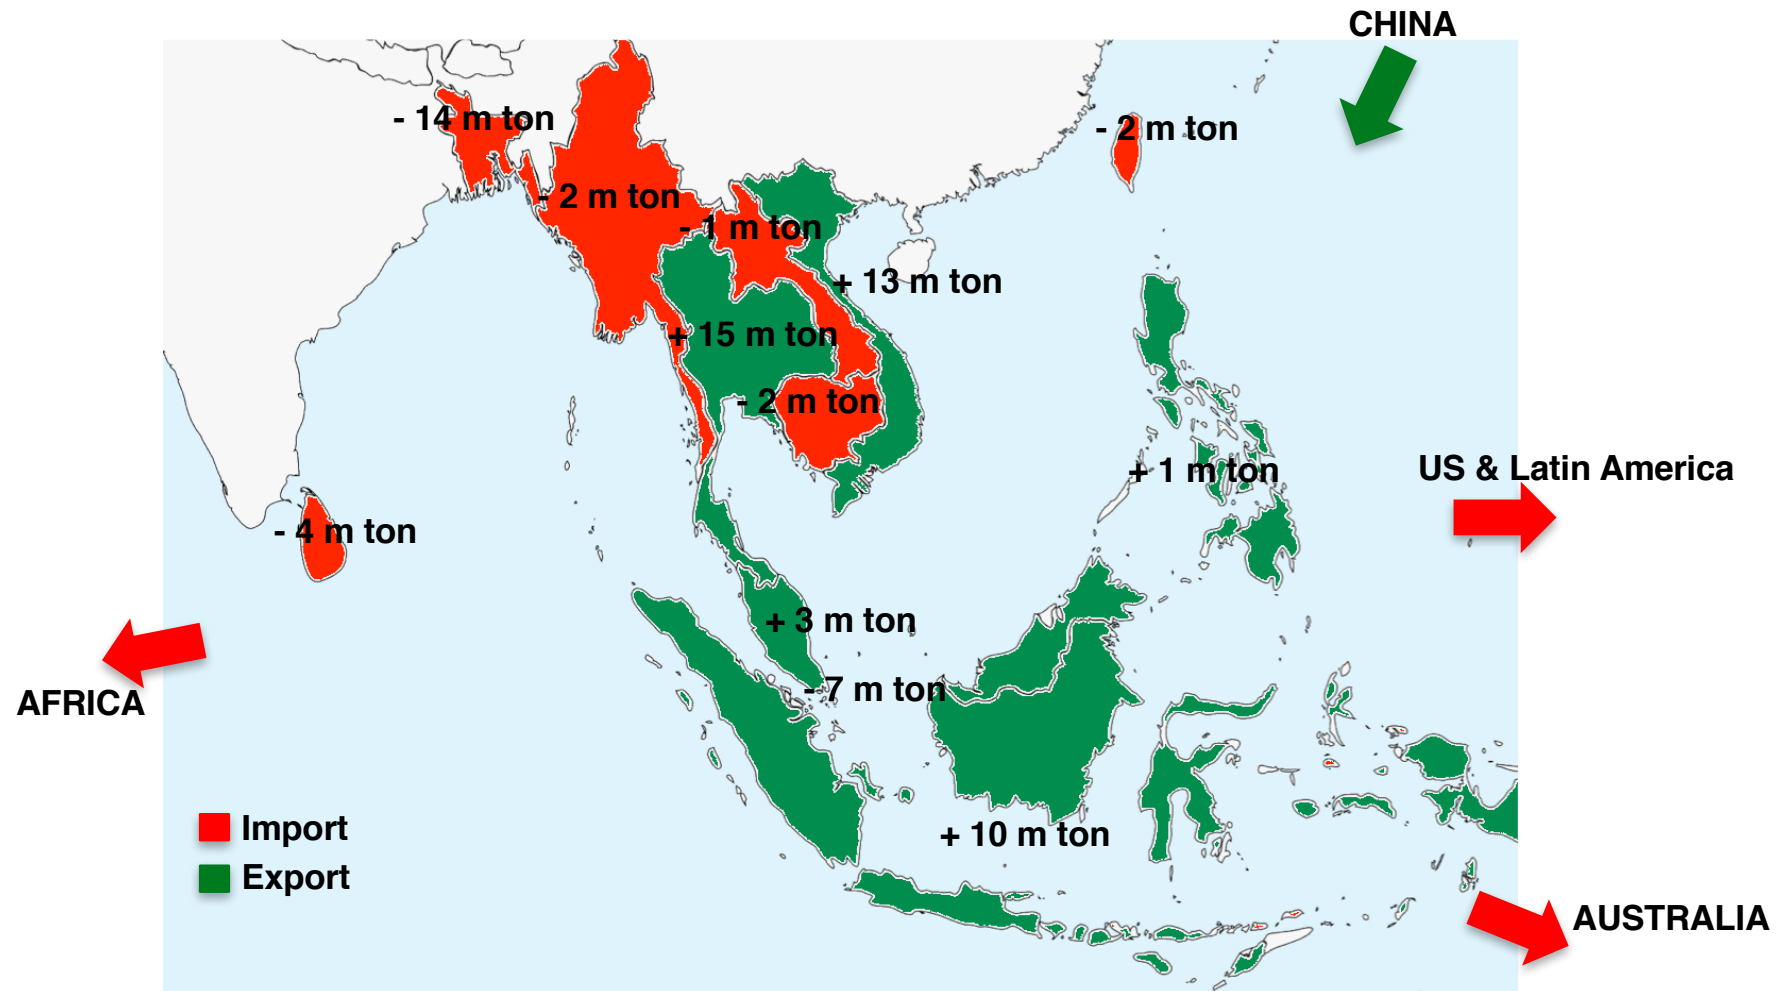 CHINA
- 14 m ton
- 2 m ton
- 2 m ton
- 1 m ton
+ 13 m ton
+ 15 m ton
- 2 m ton
+ 1 m ton
US & Latin America
- 4 m ton
+ 3 m ton
- 7 m ton
AFRICA
Import
+ 10 m ton
Export
AUSTRALIA